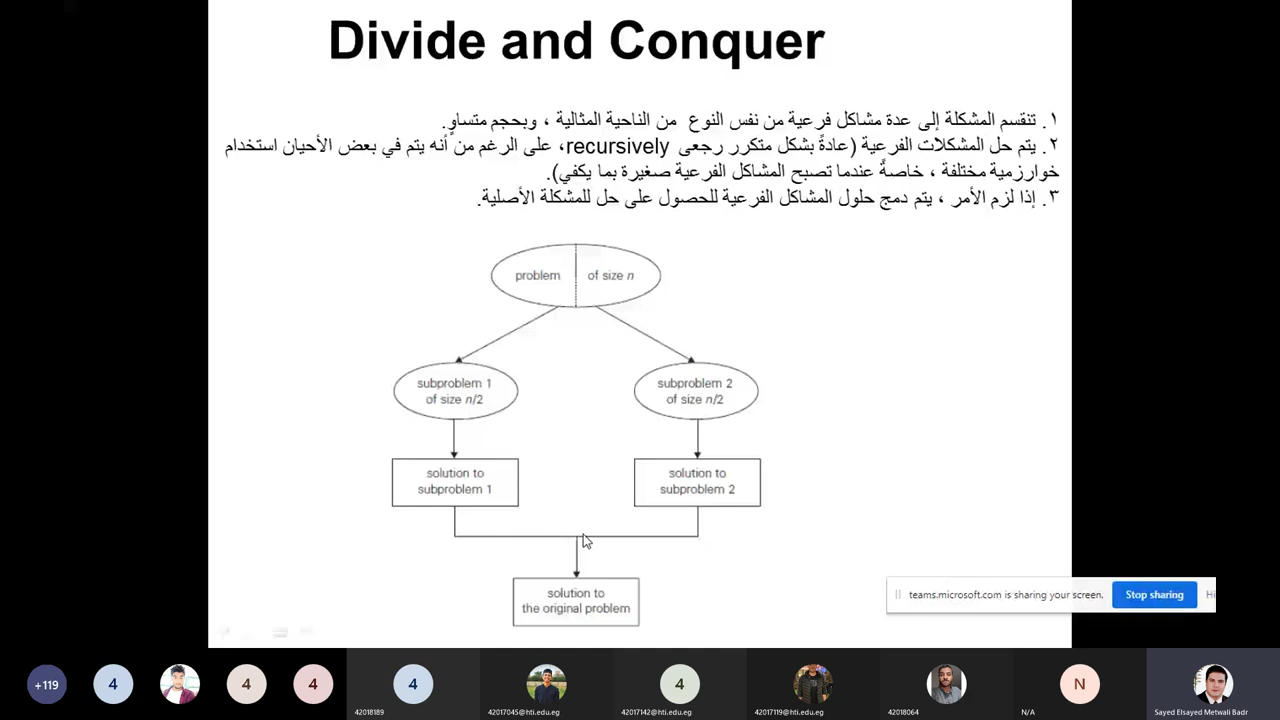 Divide and Conquer
١. تنقسم المشكلة إلى عدة مشاكل فرعية من نفس النوع من الناحية المثالية ، وبحجم متساوٍ.
٢. يتم حل المشكلات الفرعية (عادةً بشكل متكرر رجعى recursively، على الرغم من أنه يتم في بعض الأحيان استخدام
خوارزمية مختلفة ، خاصةً عندما تصبح المشاكل الفرعية صغيرة بما يكفي).
٣. إذا لزم الأمر ، يتم دمج حلول المشاكل الفرعية للحصول على حل للمشكلة الأصلية.
problem of size n
subproblem 1
of size n/2
subproblem 2
of size n/2
solution to
subproblem 1
solution to
subproblem 2
solution to
the original problem
teams.microsoft.com is sharing your screen. Stop sharing Hi
+119 4 4 4 4 4 N
42018189 42017045@hti.edu.eg 42017142@hti.edu.eg 42017119@hti.edu.eg 42018064 N/A Sayed Elsayed Metwali Badr